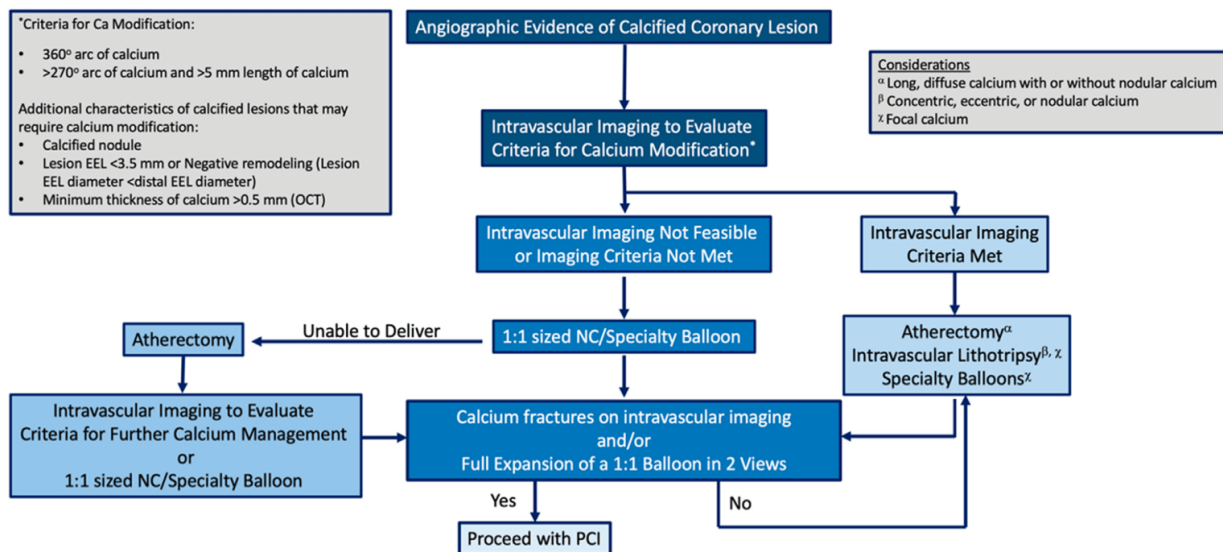 *Criteria for Ca Modification:
• 360° arc of calcium
• >270° arc of calcium and >5 mm length of calcium
Additional characteristics of calcified lesions that may
require calcium modification:
• Calcified nodule
• Lesion EEL <3.5 mm or Negative remodeling (Lesion
EEL diameter <distal EEL diameter)
• Minimum thickness of calcium >0.5 mm (OCT)
Angiographic Evidence of Calcified Coronary Lesion
Considerations
α Long, diffuse calcium with or without nodular calcium
β Concentric, eccentric, or nodular calcium
χ Focal calcium
Intravascular Imaging to Evaluate
Criteria for Calcium Modification*
Intravascular Imaging Not Feasible
or Imaging Criteria Not Met
Intravascular Imaging
Criteria Met
Atherectomy
Unable to Deliver
1:1 sized NC/Specialty Balloon
Atherectomyα
Intravascular Lithotripsyβ, χ
Specialty Balloonsχ
Intravascular Imaging to Evaluate
Criteria for Further Calcium Management
or
1:1 sized NC/Specialty Balloon
Calcium fractures on intravascular imaging
and/or
Full Expansion of a 1:1 Balloon in 2 Views
Yes
No
Proceed with PCI